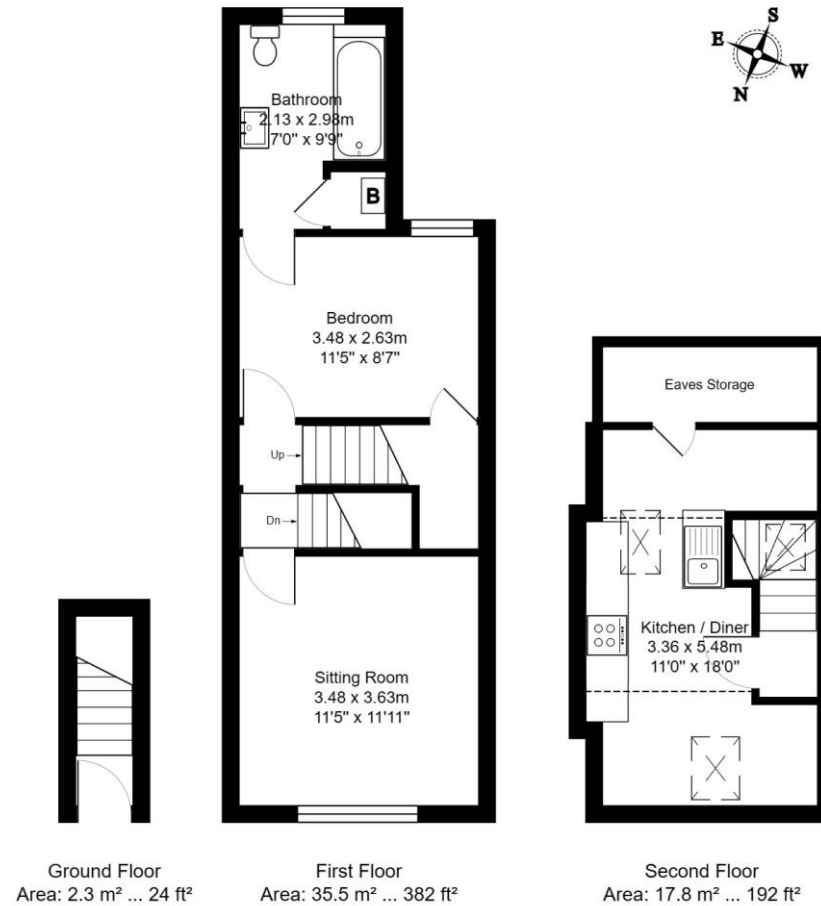 S
E
W
N
Bathroom
2.13 x 2.98m
7'0" x 9'9"
B
Bedroom
3.48 x 2.63m
11'5" x 8'7"
Eaves Storage
Up
Dn
Kitchen / Diner
3.36 x 5.48m
11'0" x 18'0"
Sitting Room
3.48 x 3.63m
11'5" x 11'11"
Ground Floor
Area: 2.3 m² ... 24 ft²
First Floor
Area: 35.5 m² ... 382 ft²
Second Floor
Area: 17.8 m² ... 192 ft²